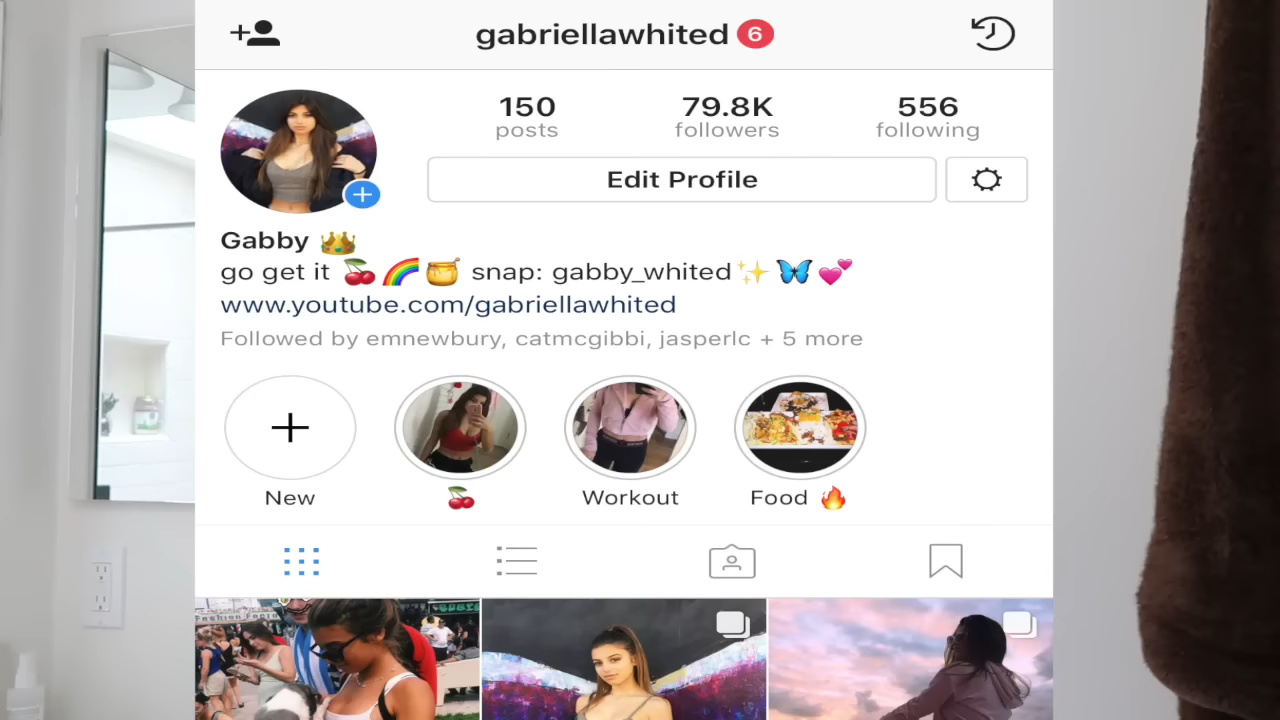 gabriellawhited 6
150 79.8K 556
posts followers following
Edit Profile
Gabby 👑
go get it 🍒🌈🍯 snap: gabby_whited ✨🦋💕
www.youtube.com/gabriellawhited
Followed by emnewbury, catmcgibbi, jasperlc + 5 more
New 🍒 Workout Food 🔥
Fashion